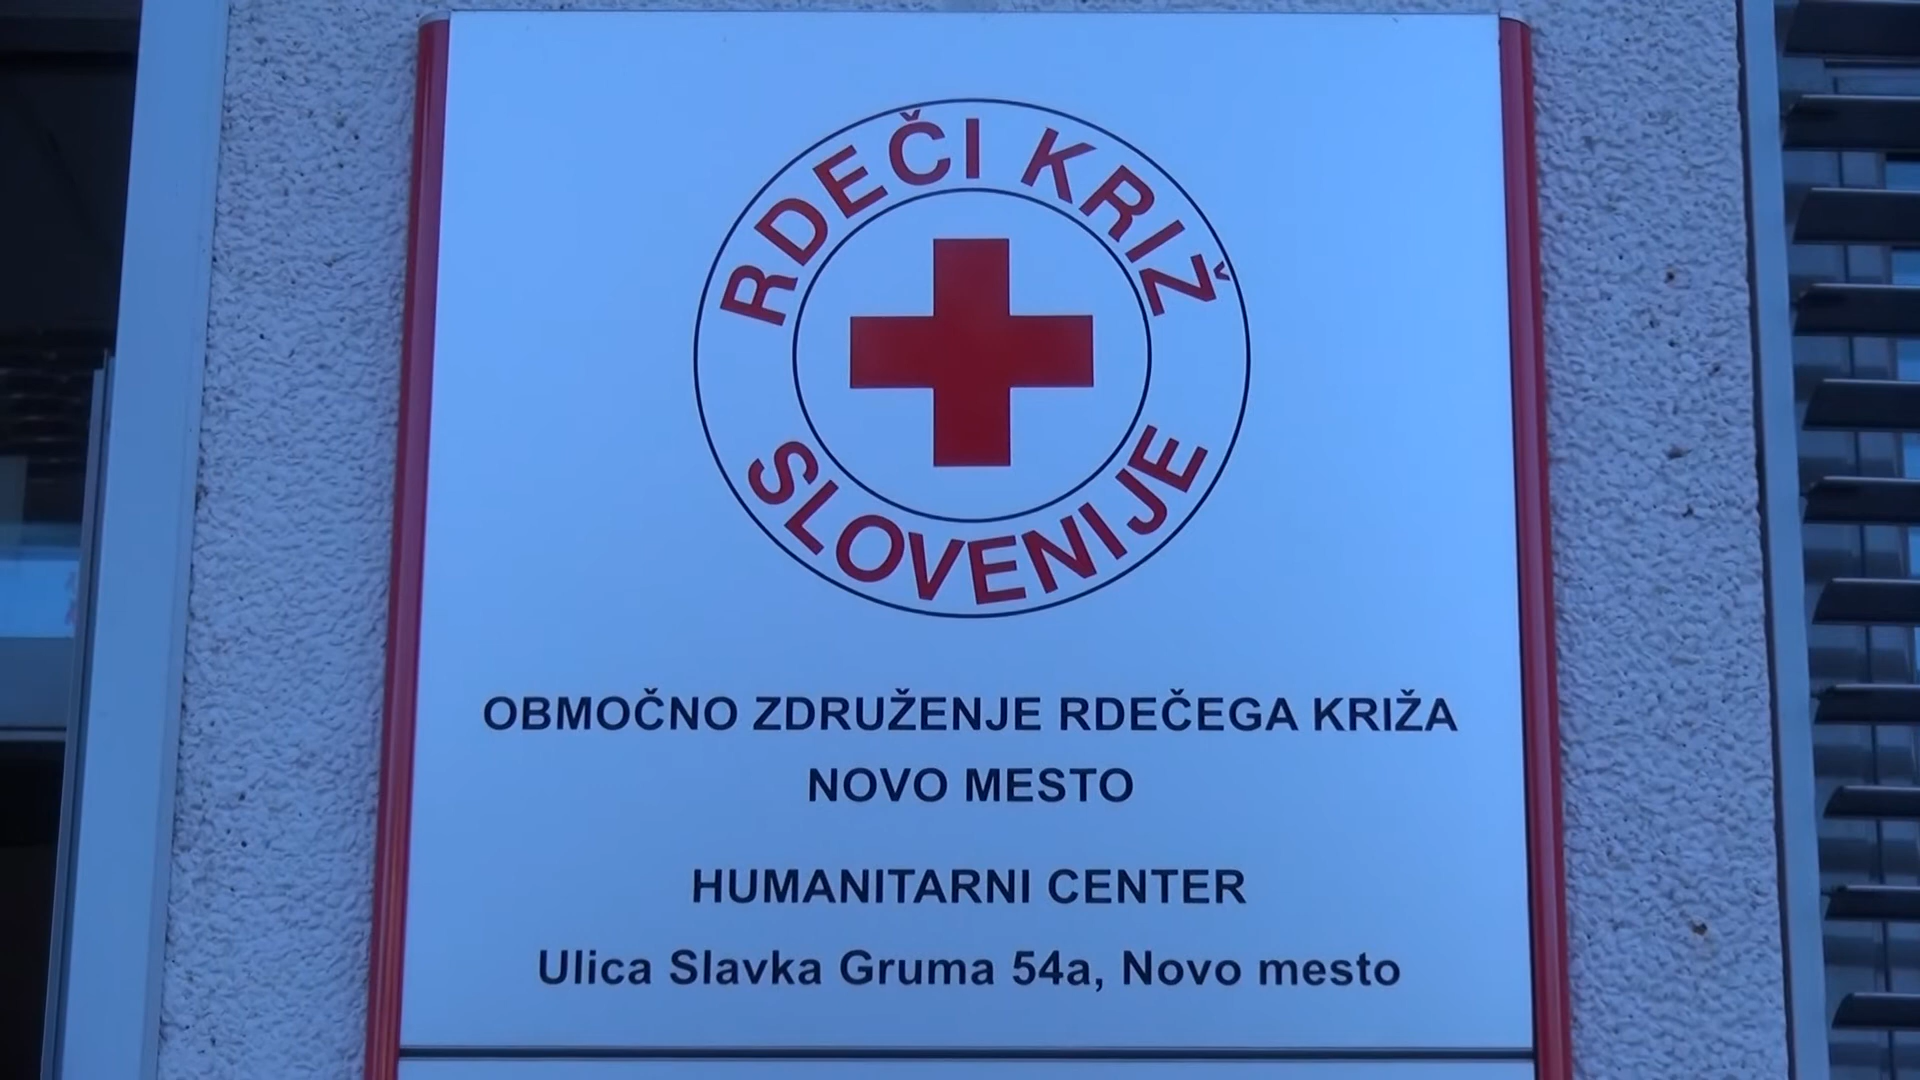 RDEČI KRIŽ
SLOVENIJE
OBMOČNO ZDRUŽENJE RDEČEGA KRIŽA
NOVO MESTO
HUMANITARNI CENTER
Ulica Slavka Gruma 54a, Novo mesto